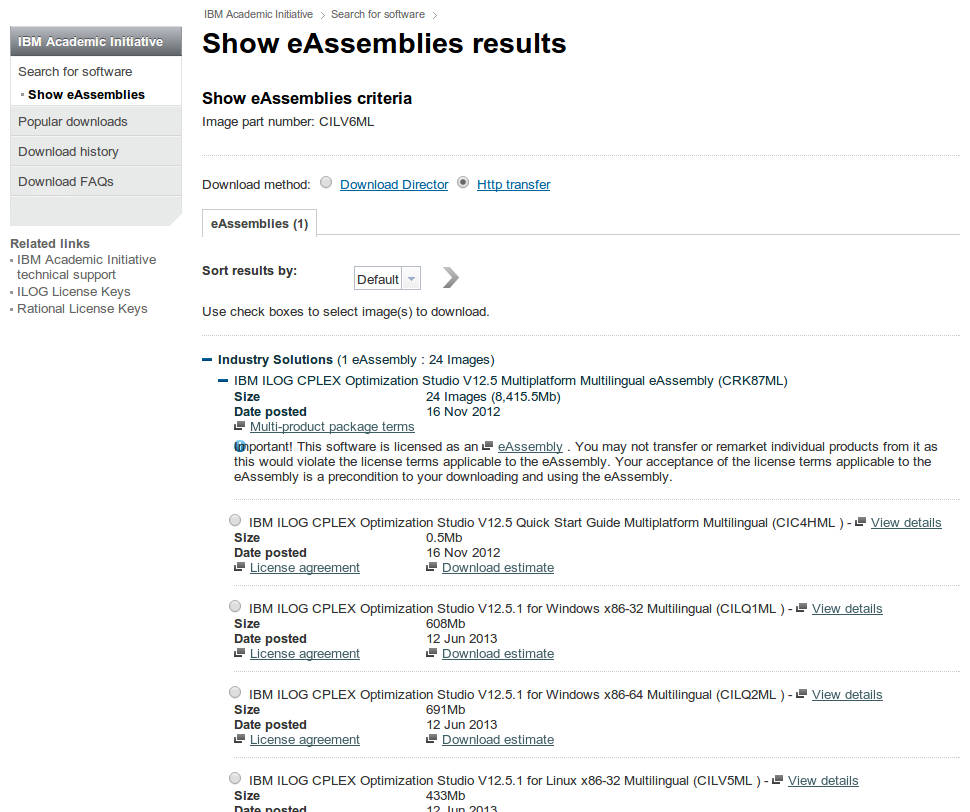 IBM Academic Initiative > Search for software >
IBM Academic Initiative
Show eAssemblies results
Search for software
Show eAssemblies
Popular downloads
Download history
Download FAQs
Related links
IBM Academic Initiative
technical support
ILOG License Keys
Rational License Keys
Show eAssemblies criteria
Image part number: CILV6ML
Download method: Download Director Http transfer
eAssemblies (1)
Sort results by: Default
Use check boxes to select image(s) to download.
Industry Solutions (1 eAssembly : 24 Images)
IBM ILOG CPLEX Optimization Studio V12.5 Multiplatform Multilingual eAssembly (CRK87ML)
Size 24 Images (8,415.5Mb)
Date posted 16 Nov 2012
Multi-product package terms
Important! This software is licensed as an eAssembly . You may not transfer or remarket individual products from it as
this would violate the license terms applicable to the eAssembly. Your acceptance of the license terms applicable to the
eAssembly is a precondition to your downloading and using the eAssembly.
IBM ILOG CPLEX Optimization Studio V12.5 Quick Start Guide Multiplatform Multilingual (CIC4HML ) - View details
Size 0.5Mb
Date posted 16 Nov 2012
License agreement Download estimate
IBM ILOG CPLEX Optimization Studio V12.5.1 for Windows x86-32 Multilingual (CILQ1ML ) - View details
Size 608Mb
Date posted 12 Jun 2013
License agreement Download estimate
IBM ILOG CPLEX Optimization Studio V12.5.1 for Windows x86-64 Multilingual (CILQ2ML ) - View details
Size 691Mb
Date posted 12 Jun 2013
License agreement Download estimate
IBM ILOG CPLEX Optimization Studio V12.5.1 for Linux x86-32 Multilingual (CILV5ML ) - View details
Size 433Mb
Date posted 12 Jun 2013